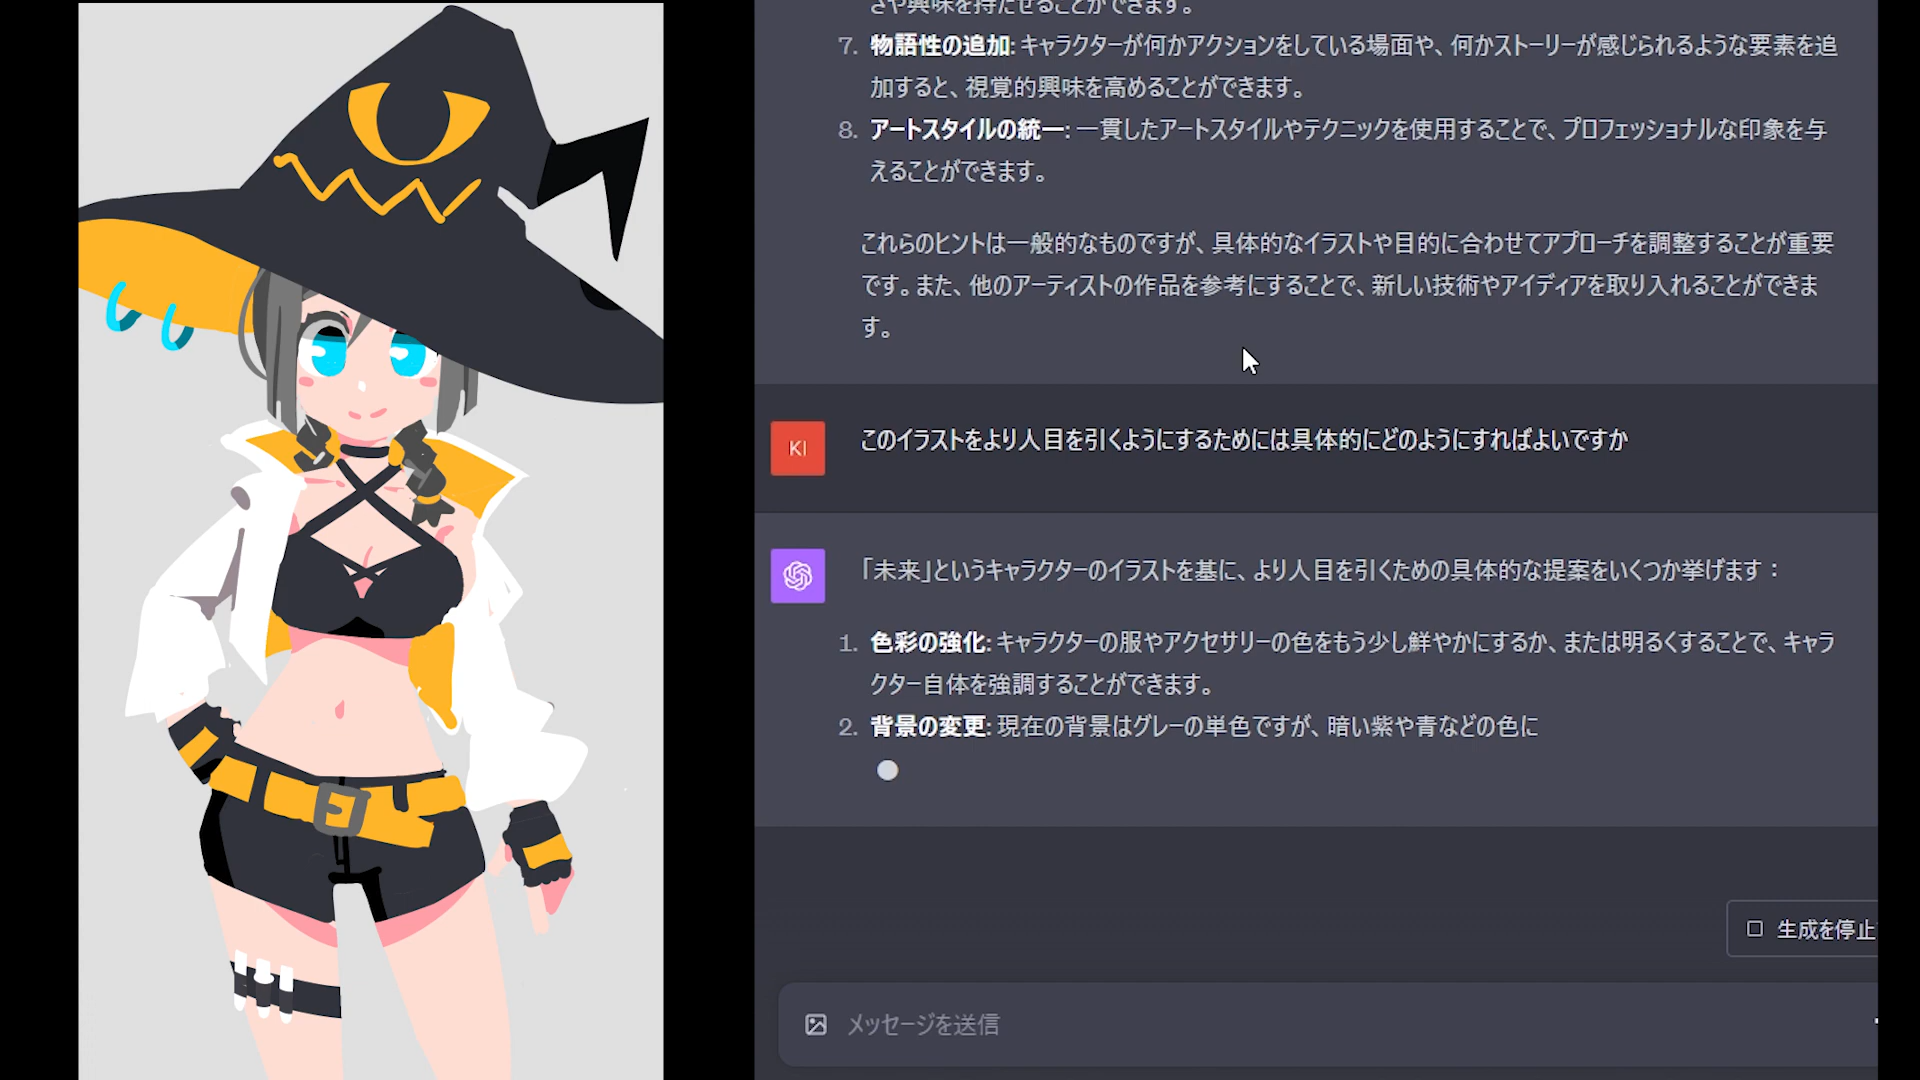 さや興味を持たせることができます。
7. 物語性の追加: キャラクターが何かアクションをしている場面や、何かストーリーが感じられるような要素を追
加すると、視覚的興味を高めることができます。
8. アートスタイルの統一: 一貫したアートスタイルやテクニックを使用することで、プロフェッショナルな印象を与
えることができます。
これらのヒントは一般的なものですが、具体的なイラストや目的に合わせてアプローチを調整することが重要
です。また、他のアーティストの作品を参考にすることで、新しい技術やアイディアを取り入れることができま
す。
KI
このイラストをより人目を引くようにするためには具体的にどのようにすればよいですか
「未来」というキャラクターのイラストを基に、より人目を引くための具体的な提案をいくつか挙げます：
1. 色彩の強化: キャラクターの服やアクセサリーの色をもう少し鮮やかにするか、または明るくすることで、キャラ
クター自体を強調することができます。
2. 背景の変更: 現在の背景はグレーの単色ですが、暗い紫や青などの色に
生成を停止
メッセージを送信